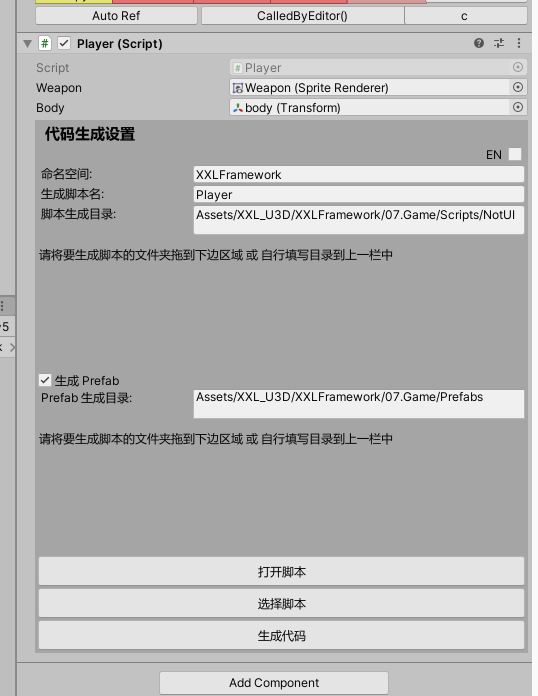 Auto Ref CalledByEditor() c
# Player (Script)
Script # Player
Weapon Weapon (Sprite Renderer)
Body body (Transform)
代码生成设置
EN
命名空间: XXLFramework
生成脚本名: Player
脚本生成目录: Assets/XXL_U3D/XXLFramework/07.Game/Scripts/NotUI
请将要生成脚本的文件夹拖到下边区域 或 自行填写目录到上一栏中
生成 Prefab
Prefab 生成目录: Assets/XXL_U3D/XXLFramework/07.Game/Prefabs
请将要生成脚本的文件夹拖到下边区域 或 自行填写目录到上一栏中
打开脚本
选择脚本
生成代码
Add Component